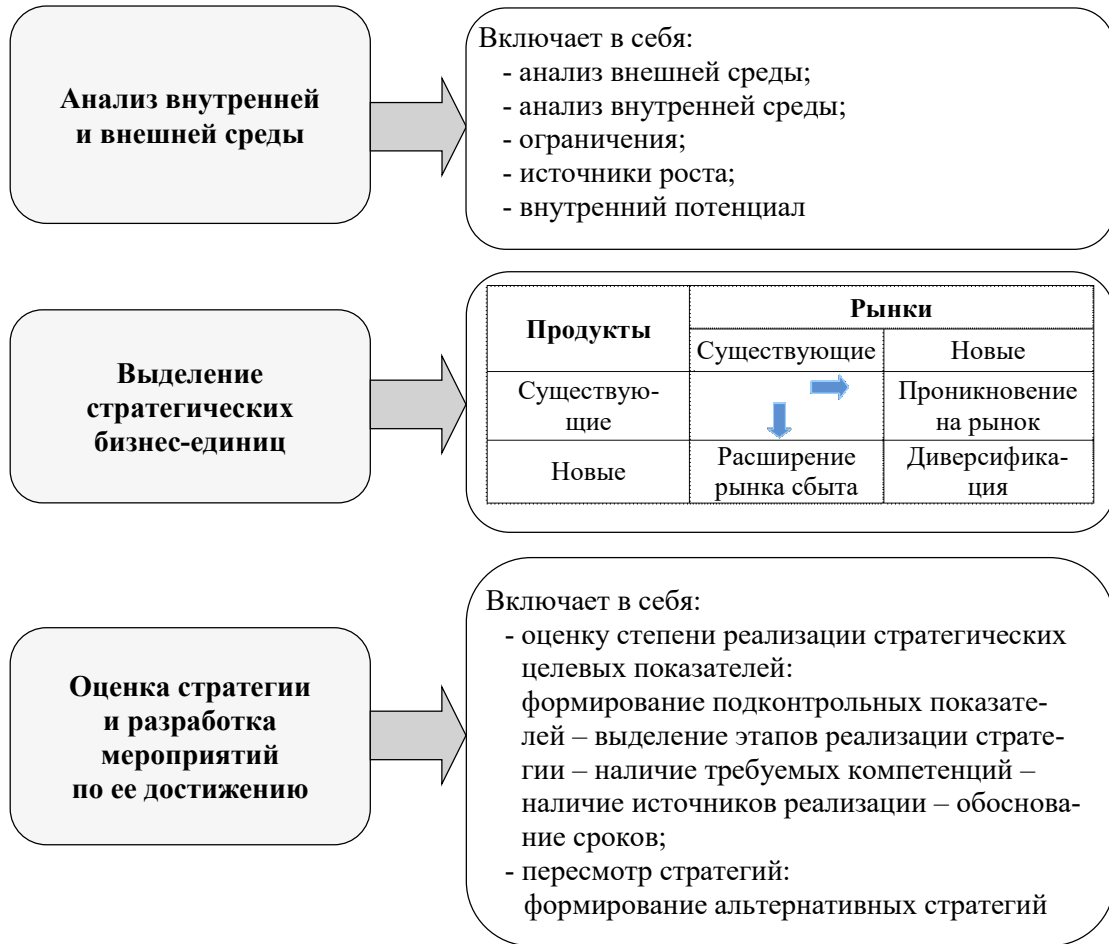 Анализ внутренней
и внешней среды
Включает в себя:
- анализ внешней среды;
- анализ внутренней среды;
- ограничения;
- источники роста;
- внутренний потенциал
Выделение
стратегических
бизнес-единиц
Продукты
Рынки
Существующие
Новые
Существую-
щие
Проникновение
на рынок
Новые
Расширение
рынка сбыта
Диверсифика-
ция
Оценка стратегии
и разработка
мероприятий
по ее достижению
Включает в себя:
- оценку степени реализации стратегических
целевых показателей:
формирование подконтрольных показате-
лей – выделение этапов реализации страте-
гии – наличие требуемых компетенций –
наличие источников реализации – обоснова-
ние сроков;
- пересмотр стратегий:
формирование альтернативных стратегий